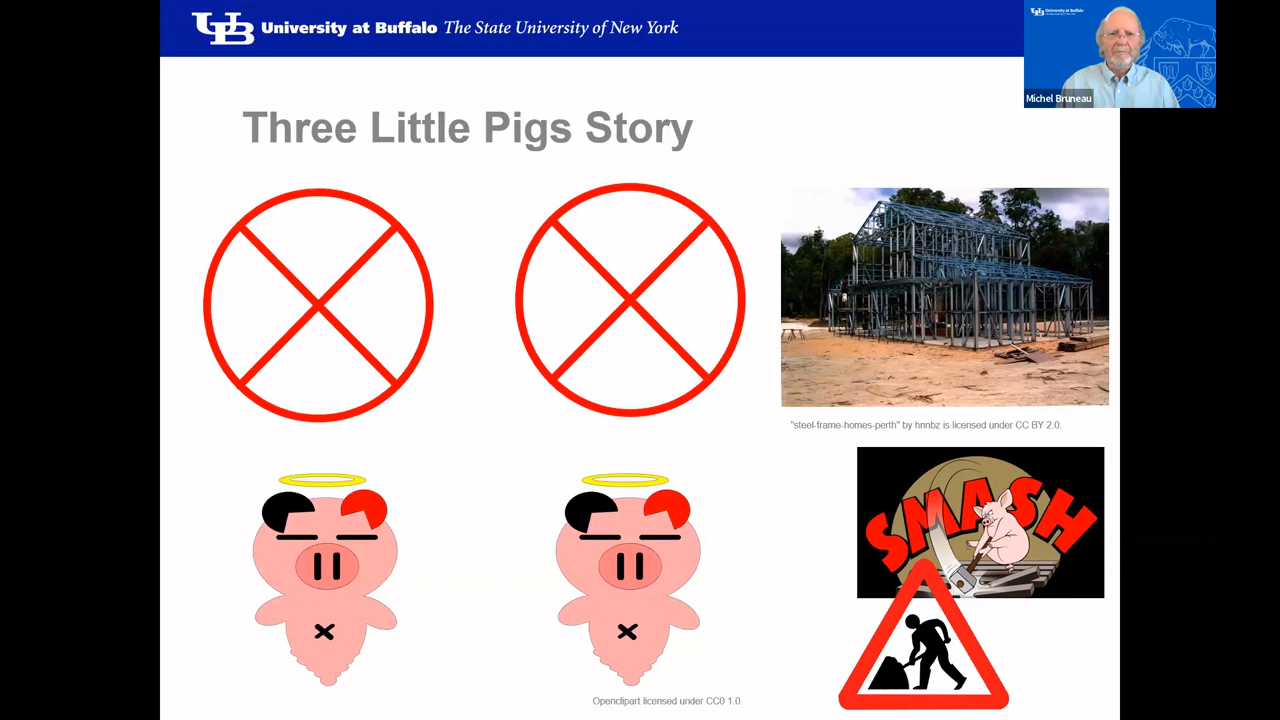 UB University at Buffalo The State University of New York
University at Buffalo
Michel Bruneau
Three Little Pigs Story
"steel-frame-homes-perth" by hnnbz is licensed under CC BY 2.0.
SMASH
Openclipart licensed under CC0 1.0.